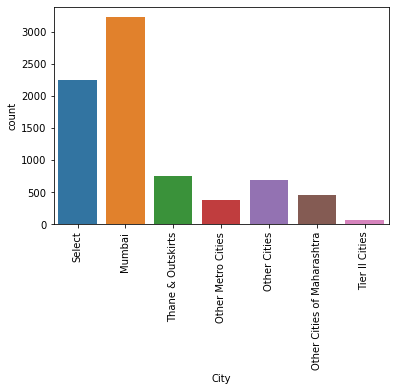 3000
2500
2000
1500
1000
500
0
count
Select
Mumbai
Thane & Outskirts
Other Metro Cities
Other Cities
Other Cities of Maharashtra
Tier II Cities
City